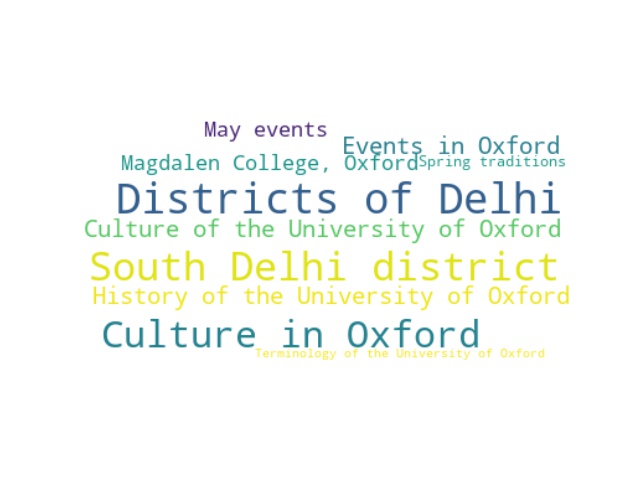 May events
Events in Oxford
Magdalen College, Oxford
Spring traditions
Districts of Delhi
Culture of the University of Oxford
South Delhi district
History of the University of Oxford
Culture in Oxford
Terminology of the University of Oxford